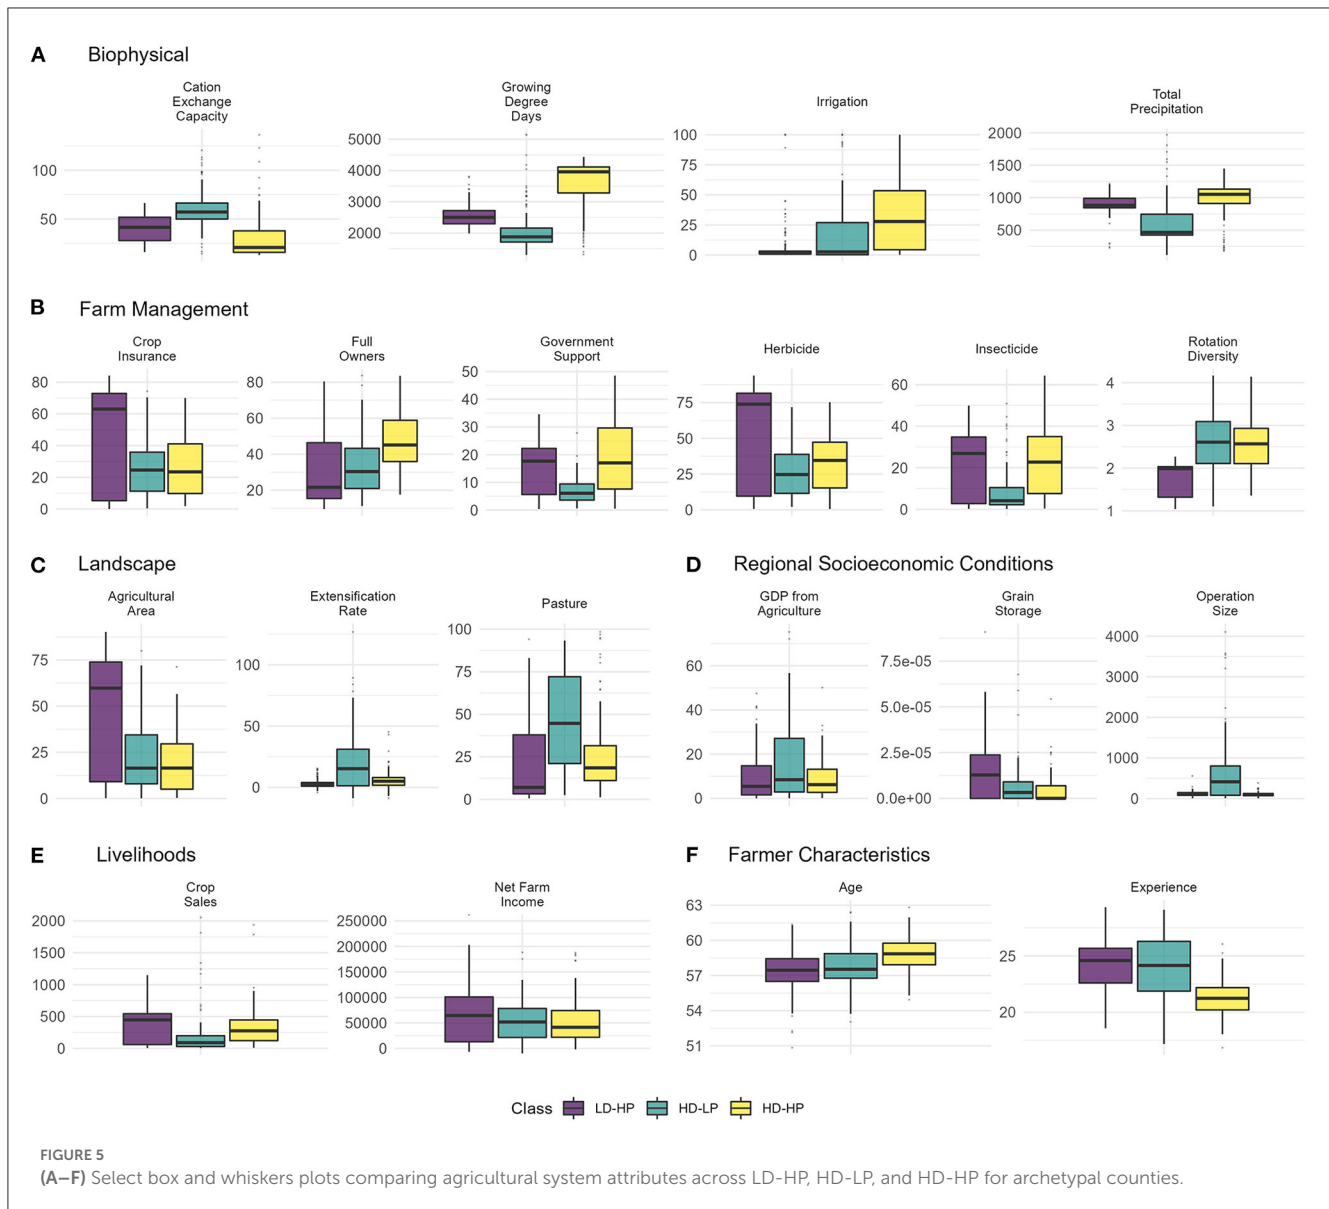 A Biophysical
Cation
Exchange
Capacity
100
50
Growing
Degree
Days
5000
4000
3000
2000
Irrigation
100
75
50
25
0
Total
Precipitation
2000
1500
1000
500
B Farm Management
Crop
Insurance
80
60
40
20
0
Full
Owners
80
60
40
20
Government
Support
50
40
30
20
10
0
Herbicide
75
50
25
0
Insecticide
60
40
20
0
Rotation
Diversity
4
3
2
1
C Landscape
Agricultural
Area
75
50
25
0
Extensification
Rate
100
50
0
Pasture
100
75
50
25
0
D Regional Socioeconomic Conditions
GDP from
Agriculture
60
40
20
0
Grain
Storage
7.5e-05
5.0e-05
2.5e-05
0.0e+00
Operation
Size
4000
3000
2000
1000
0
E Livelihoods
Crop
Sales
2000
1500
1000
500
0
Net Farm
Income
250000
200000
150000
100000
50000
0
F Farmer Characteristics
Age
63
60
57
54
51
Experience
25
20
Class LD-HP HD-LP HD-HP
FIGURE 5
(A–F) Select box and whiskers plots comparing agricultural system attributes across LD-HP, HD-LP, and HD-HP for archetypal counties.